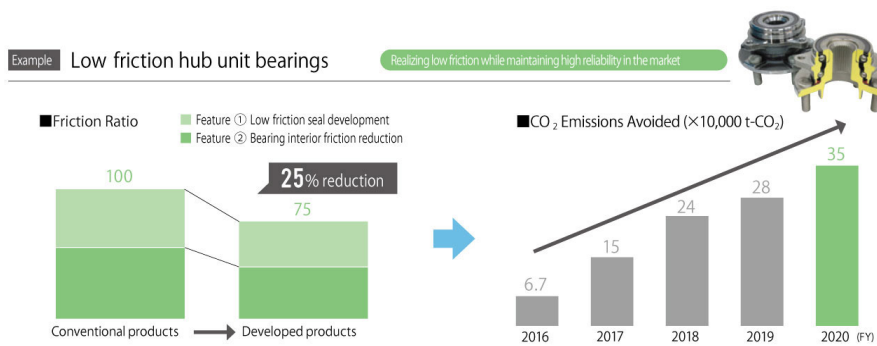 Example Low friction hub unit bearings
Realizing low friction while maintaining high reliability in the market
■Friction Ratio
Feature ① Low friction seal development
Feature ② Bearing interior friction reduction
100
25% reduction
75
Conventional products
Developed products
■CO₂ Emissions Avoided (×10,000 t-CO₂)
6.7
15
24
28
35
2016 2017 2018 2019 2020 (FY)